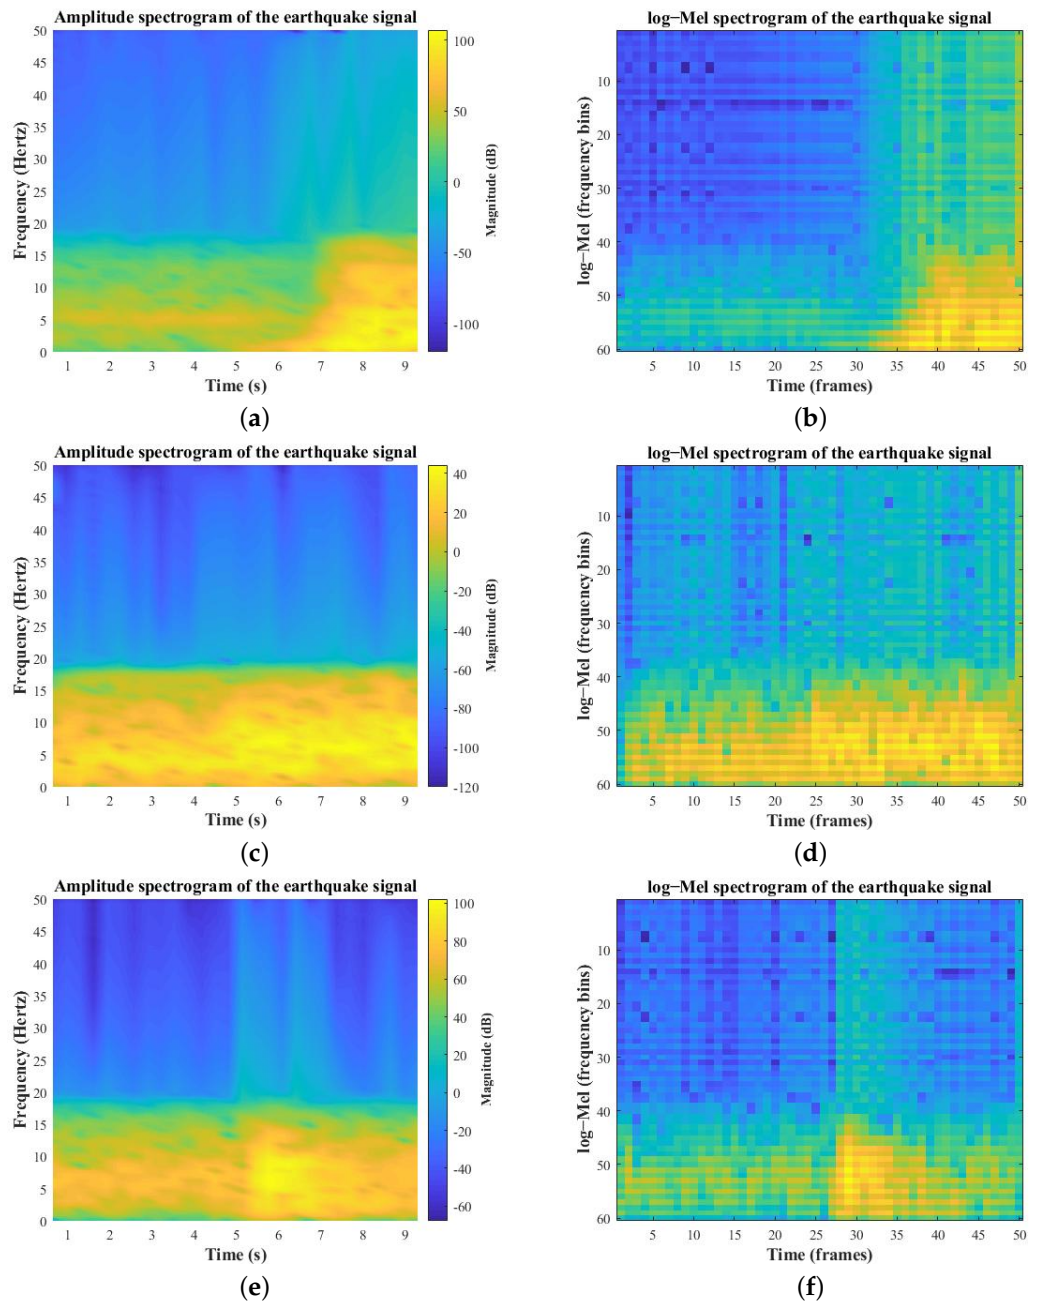 Amplitude spectrogram of the earthquake signal
50
45
40
35
30
25
20
15
10
5
0
Frequency (Hertz)
1 2 3 4 5 6 7 8 9
Time (s)
100
50
0
-50
-100
Magnitude (dB)
(a)
log−Mel spectrogram of the earthquake signal
10
20
30
40
50
60
log−Mel (frequency bins)
5 10 15 20 25 30 35 40 45 50
Time (frames)
(b)
Amplitude spectrogram of the earthquake signal
50
45
40
35
30
25
20
15
10
5
0
Frequency (Hertz)
1 2 3 4 5 6 7 8 9
Time (s)
40
20
0
-20
-40
-60
-80
-100
-120
Magnitude (dB)
(c)
log−Mel spectrogram of the earthquake signal
10
20
30
40
50
60
log−Mel (frequency bins)
5 10 15 20 25 30 35 40 45 50
Time (frames)
(d)
Amplitude spectrogram of the earthquake signal
50
45
40
35
30
25
20
15
10
5
0
Frequency (Hertz)
1 2 3 4 5 6 7 8 9
Time (s)
100
80
60
40
20
0
-20
-40
-60
Magnitude (dB)
(e)
log−Mel spectrogram of the earthquake signal
10
20
30
40
50
60
log−Mel (frequency bins)
5 10 15 20 25 30 35 40 45 50
Time (frames)
(f)